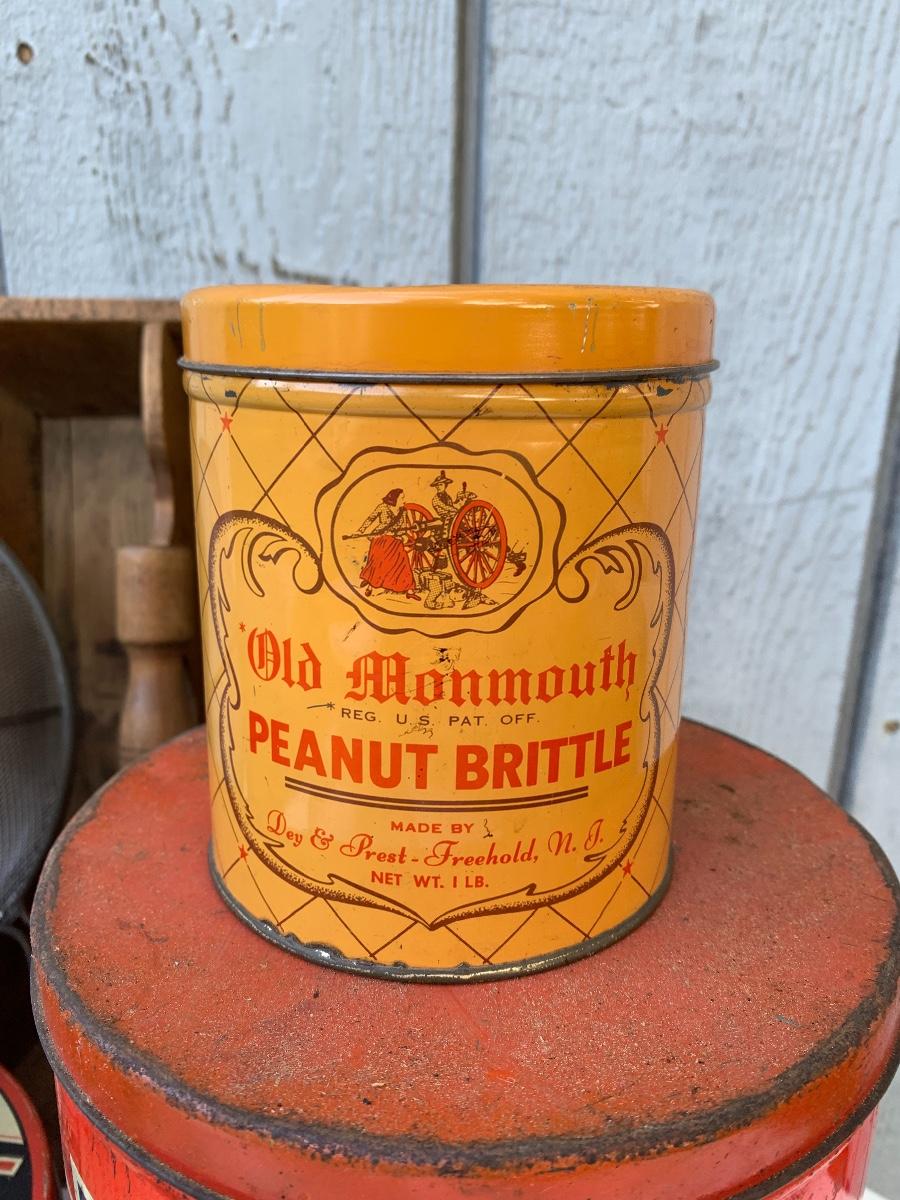 *Old Monmouth
*REG. U.S. PAT. OFF.
PEANUT BRITTLE
MADE BY
Dey & Prest - Freehold, N. J.
NET WT. 1 LB.